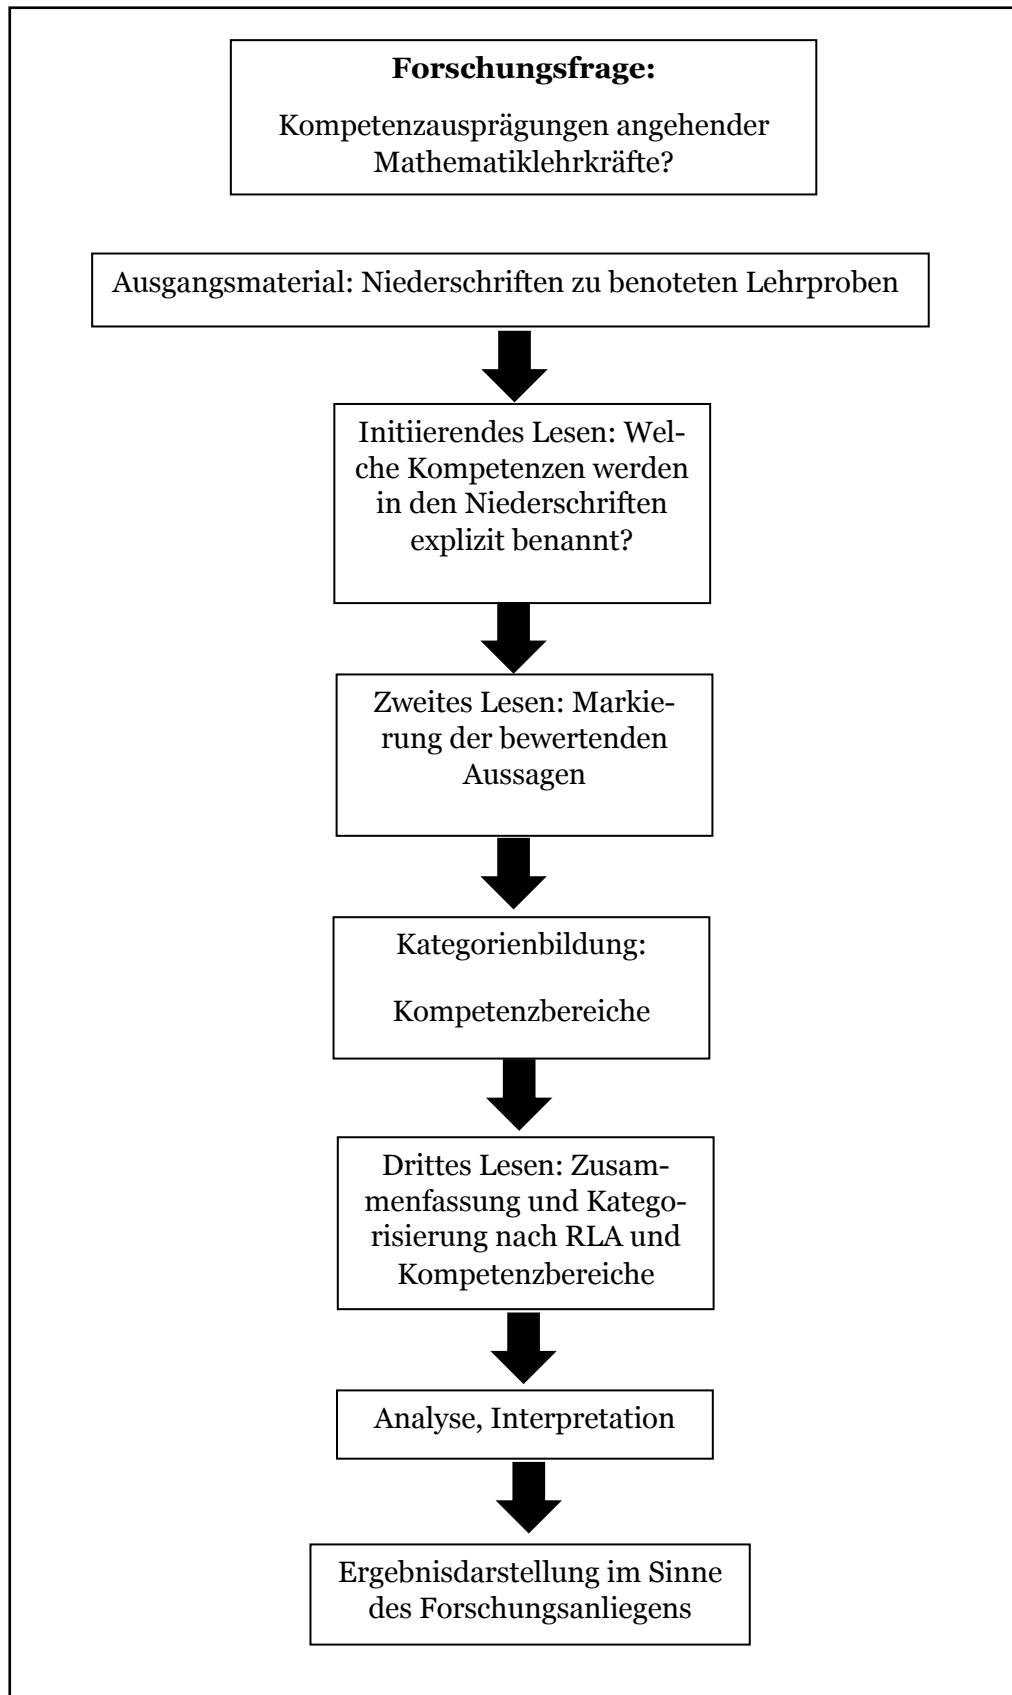 Forschungsfrage:
Kompetenzausprägungen angehender
Mathematiklehrkräfte?
Ausgangsmaterial: Niederschriften zu benoteten Lehrproben
Initiierendes Lesen: Wel-
che Kompetenzen werden
in den Niederschriften
explizit benannt?
Zweites Lesen: Markie-
rung der bewertenden
Aussagen
Kategorienbildung:
Kompetenzbereiche
Drittes Lesen: Zusam-
menfassung und Katego-
risierung nach RLA und
Kompetenzbereiche
Analyse, Interpretation
Ergebnisdarstellung im Sinne
des Forschungsanliegens